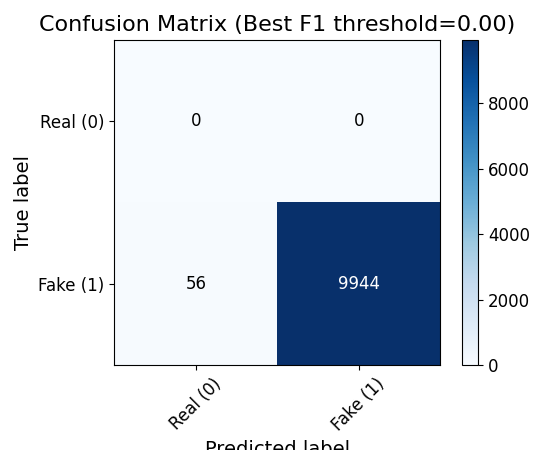 Confusion Matrix (Best F1 threshold=0.00)
True label
Real (0)
0
0
Fake (1)
56
9944
Real (0)
Fake (1)
Predicted label
8000
6000
4000
2000
0